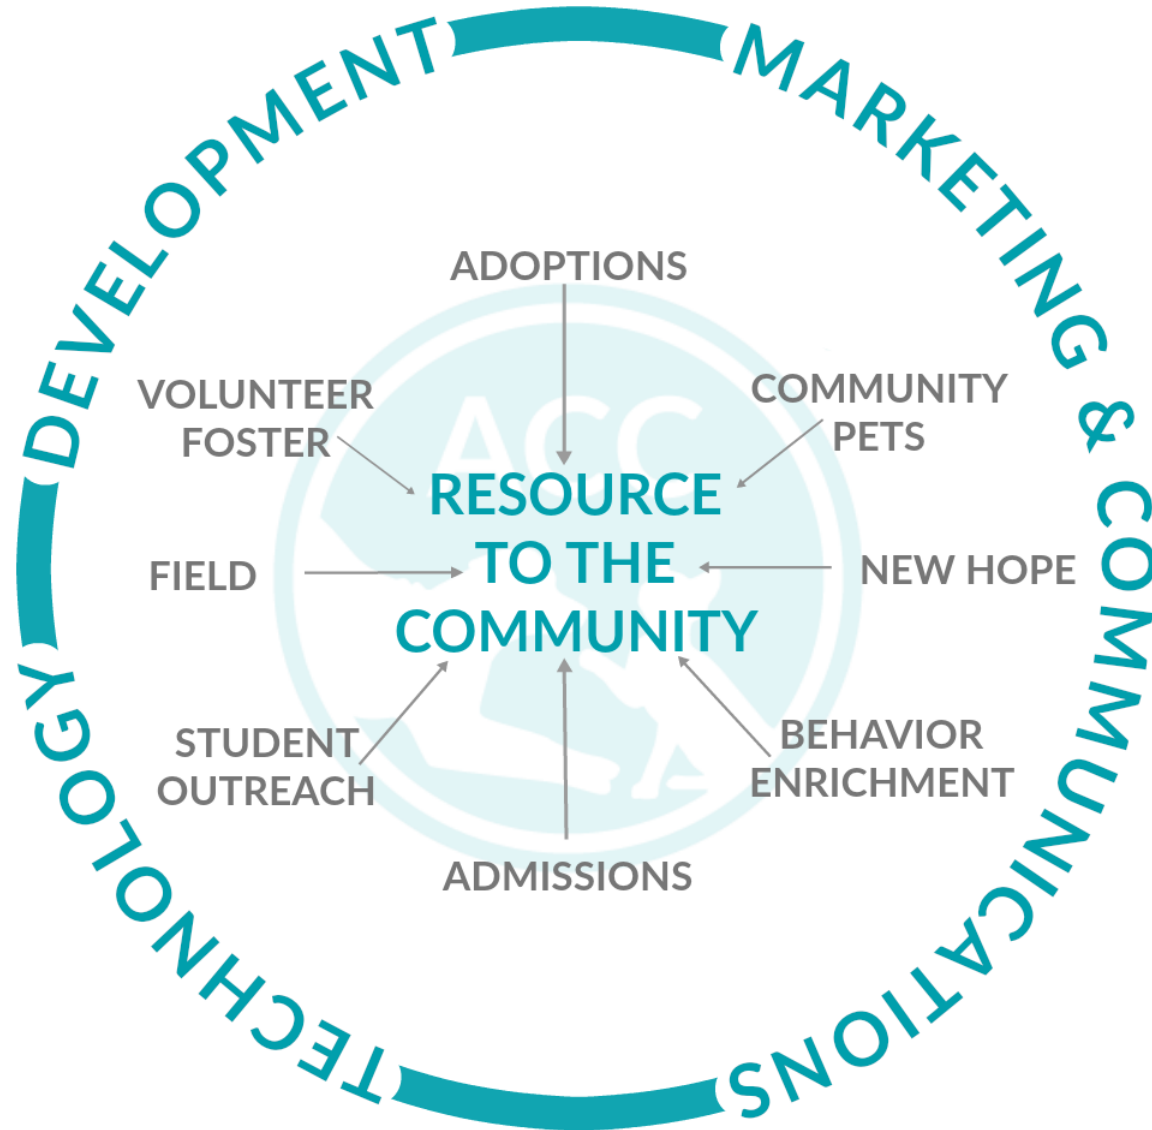 DEVELOPMENT
MARKETING & COMMUNICATIONS
TECHNOLOGY
ADOPTIONS
VOLUNTEER
FOSTER
COMMUNITY
PETS
ACC
RESOURCE
TO THE
COMMUNITY
FIELD
NEW HOPE
STUDENT
OUTREACH
BEHAVIOR
ENRICHMENT
ADMISSIONS